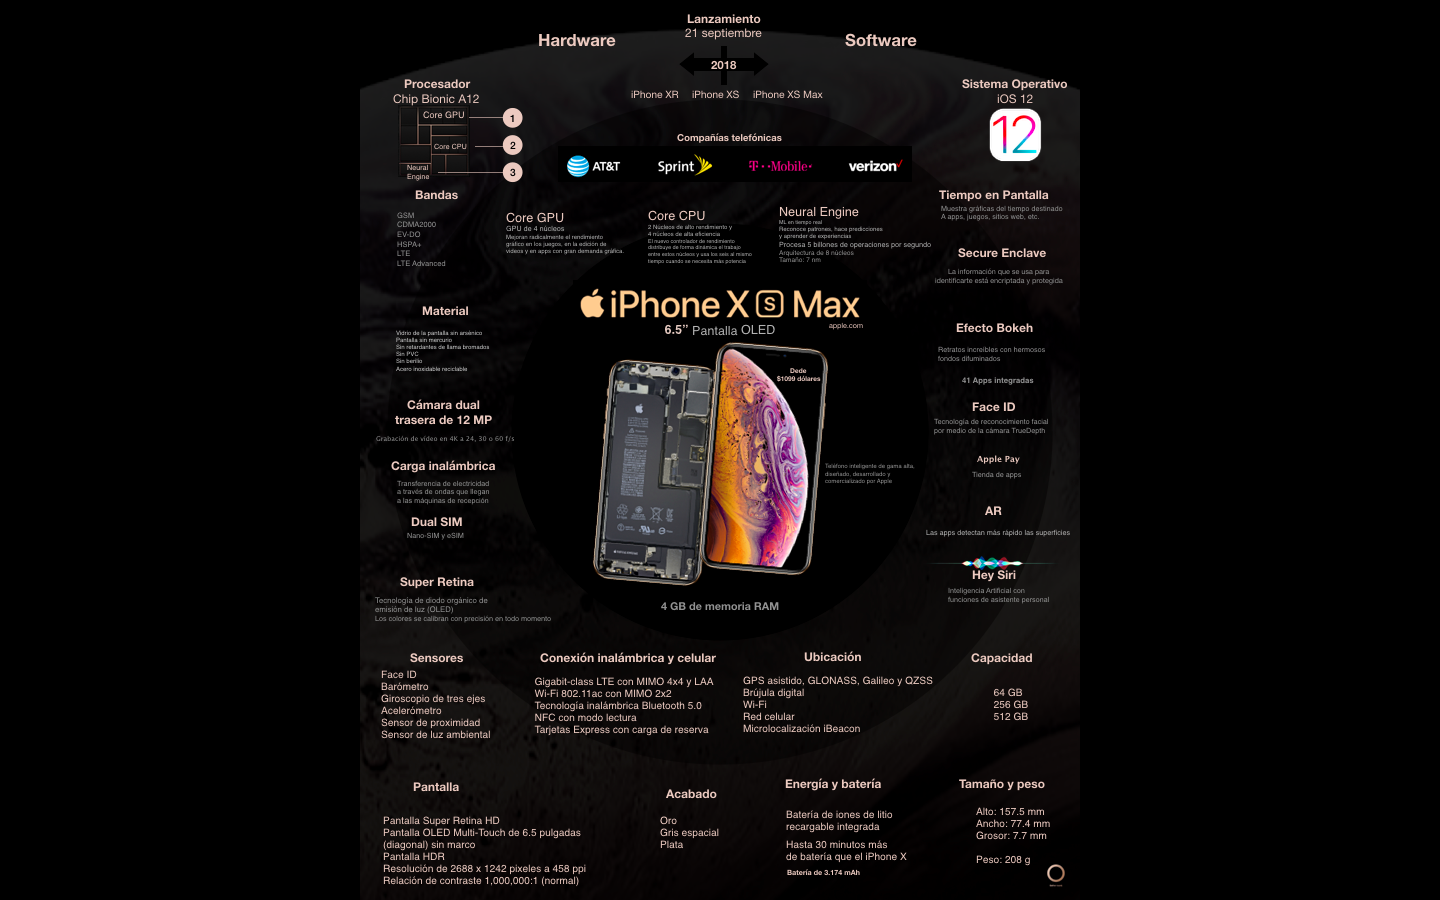 Lanzamiento
21 septiembre
Hardware
Software
2018
iPhone XR
iPhone XS
iPhone XS Max
Procesador
Chip Bionic A12
Core GPU
1
Core CPU
2
Neural
Engine
3
Sistema Operativo
iOS 12
12
Compañías telefónicas
AT&T
Sprint
T··Mobile·
verizon
Bandas
GSM
CDMA2000
EV-DO
HSPA+
LTE
LTE Advanced
Core GPU
GPU de 4 núcleos
Mejoran radicalmente el rendimiento
gráfico en los juegos, en la edición de
videos y en apps con gran demanda gráfica.
Core CPU
2 Núcleos de alto rendimiento y
4 núcleos de alta eficiencia
El nuevo controlador de rendimiento
distribuye de forma dinámica el trabajo
entre estos núcleos y usa los seis al mismo
tiempo cuando se necesita más potencia
Neural Engine
ML en tiempo real
Reconoce patrones, hace predicciones
y aprender de experiencias
Procesa 5 billones de operaciones por segundo
Arquitectura de 8 núcleos
Tamaño: 7 nm
Tiempo en Pantalla
Muestra gráficas del tiempo destinado
A apps, juegos, sitios web, etc.
Secure Enclave
La información que se usa para
identificarte está encriptada y protegida
iPhone X S Max
6.5” Pantalla OLED
apple.com
Dede
$1099 dólares
Teléfono inteligente de gama alta,
diseñado, desarrollado y
comercializado por Apple
4 GB de memoria RAM
Material
Vidrio de la pantalla sin arsénico
Pantalla sin mercurio
Sin retardantes de llama bromados
Sin PVC
Sin berilio
Acero inoxidable reciclable
Cámara dual
trasera de 12 MP
Grabación de video en 4K a 24, 30 o 60 f/s
Carga inalámbrica
Transferencia de electricidad
a través de ondas que llegan
a las máquinas de recepción
Dual SIM
Nano-SIM y eSIM
Super Retina
Tecnología de diodo orgánico de
emisión de luz (OLED)
Los colores se calibran con precisión en todo momento
Efecto Bokeh
Retratos increíbles con hermosos
fondos difuminados
41 Apps integradas
Face ID
Tecnología de reconocimiento facial
por medio de la cámara TrueDepth
Apple Pay
Tienda de apps
AR
Las apps detectan más rápido las superficies
Hey Siri
Inteligencia Artificial con
funciones de asistente personal
Sensores
Face ID
Barómetro
Giroscopio de tres ejes
Acelerómetro
Sensor de proximidad
Sensor de luz ambiental
Conexión inalámbrica y celular
Gigabit-class LTE con MIMO 4x4 y LAA
Wi-Fi 802.11ac con MIMO 2x2
Tecnología inalámbrica Bluetooth 5.0
NFC con modo lectura
Tarjetas Express con carga de reserva
Ubicación
GPS asistido, GLONASS, Galileo y QZSS
Brújula digital
Wi-Fi
Red celular
Microlocalización iBeacon
Capacidad
64 GB
256 GB
512 GB
Pantalla
Pantalla Super Retina HD
Pantalla OLED Multi-Touch de 6.5 pulgadas
(diagonal) sin marco
Pantalla HDR
Resolución de 2688 x 1242 pixeles a 458 ppi
Relación de contraste 1,000,000:1 (normal)
Acabado
Oro
Gris espacial
Plata
Energía y batería
Batería de iones de litio
recargable integrada
Hasta 30 minutos más
de batería que el iPhone X
Batería de 3.174 mAh
Tamaño y peso
Alto: 157.5 mm
Ancho: 77.4 mm
Grosor: 7.7 mm
Peso: 208 g